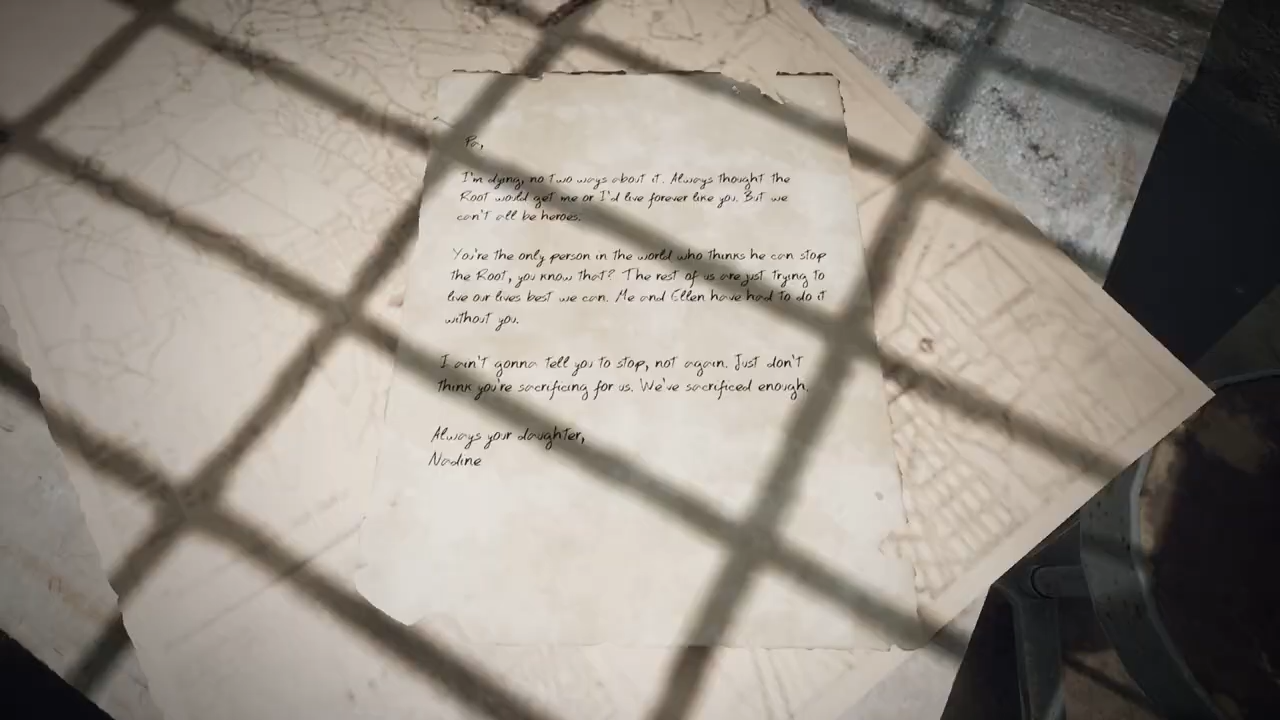 Pa,
I'm dying, no two ways about it. Always thought the
Root would get me or I'd live forever like you. But we
can't all be heroes.
You're the only person in the world who thinks he can stop
the Root, you know that? The rest of us are just trying to
live our lives best we can. Me and Ellen have had to do it
without you.
I ain't gonna tell you to stop, not again. Just don't
think you're sacrificing for us. We've sacrificed enough.
Always your daughter,
Nadine